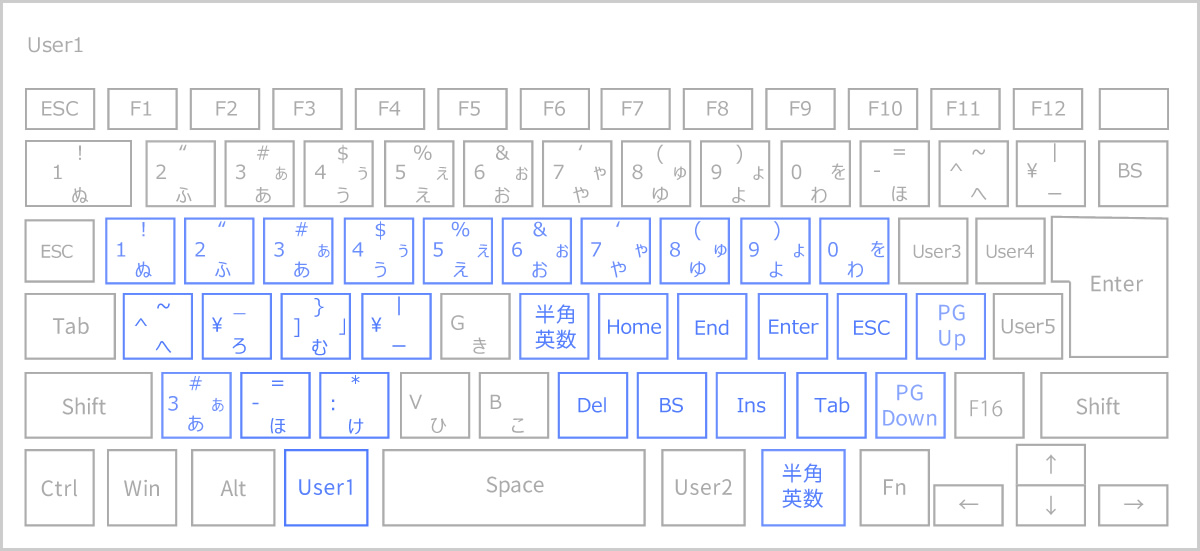 User1
ESC F1 F2 F3 F4 F5 F6 F7 F8 F9 F10 F11 F12
! “ # $ % & ‘ ( ) = ~ |
1 2 3 ぁ 4 ぅ 5 ぇ 6 ぉ 7 ゃ 8 ゅ 9 ょ 0 を - ^ ¥ BS
ぬ ふ あ う え お や ゆ よ わ ほ へ ー
! “ # $ % & ‘ ( )
ESC 1 2 3 ぁ 4 ぅ 5 ぇ 6 ぉ 7 ゃ 8 ゅ 9 ょ 0 を User3 User4
ぬ ふ あ う え お や ゆ よ わ
Enter
~ _ } | 半角 PG
Tab ^ ¥ ] 」 ¥ G Home End Enter ESC User5
へ ろ む ー き 英数 Up
# = * PG
Shift 3 ぁ - : V B Del BS Ins Tab F16 Shift
あ ほ け ひ こ Down
↑
半角
Ctrl Win Alt User1 Space User2 Fn
英数
← ↓ →